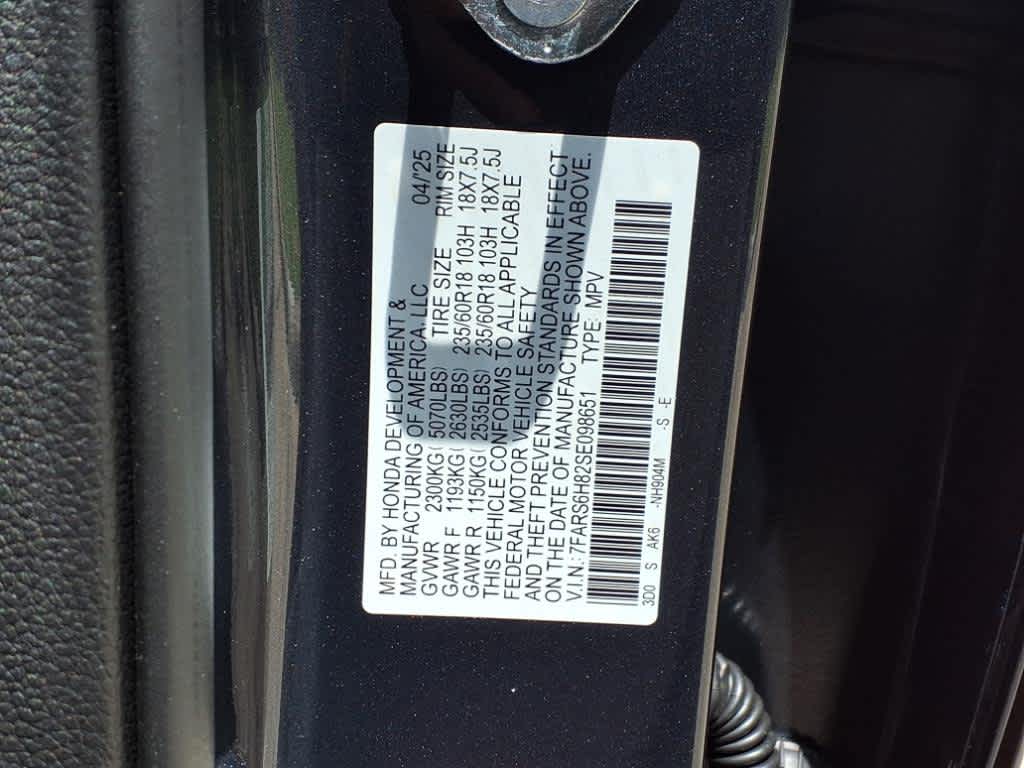 MFD. BY HONDA DEVELOPMENT &
MANUFACTURING OF AMERICA, LLC 04/'25
GVWR 2300KG( 5070LBS) TIRE SIZE RIM SIZE
GAWR F 1193KG( 2630LBS) 235/60R18 103H 18X7.5J
GAWR R 1150KG( 2535LBS) 235/60R18 103H 18X7.5J
THIS VEHICLE CONFORMS TO ALL APPLICABLE
FEDERAL MOTOR VEHICLE SAFETY
AND THEFT PREVENTION STANDARDS IN EFFECT
ON THE DATE OF MANUFACTURE SHOWN ABOVE.
V.I.N.: 7FARS6H82SE098651 TYPE: MPV
3D0 S AK6 -NH904M -S -E